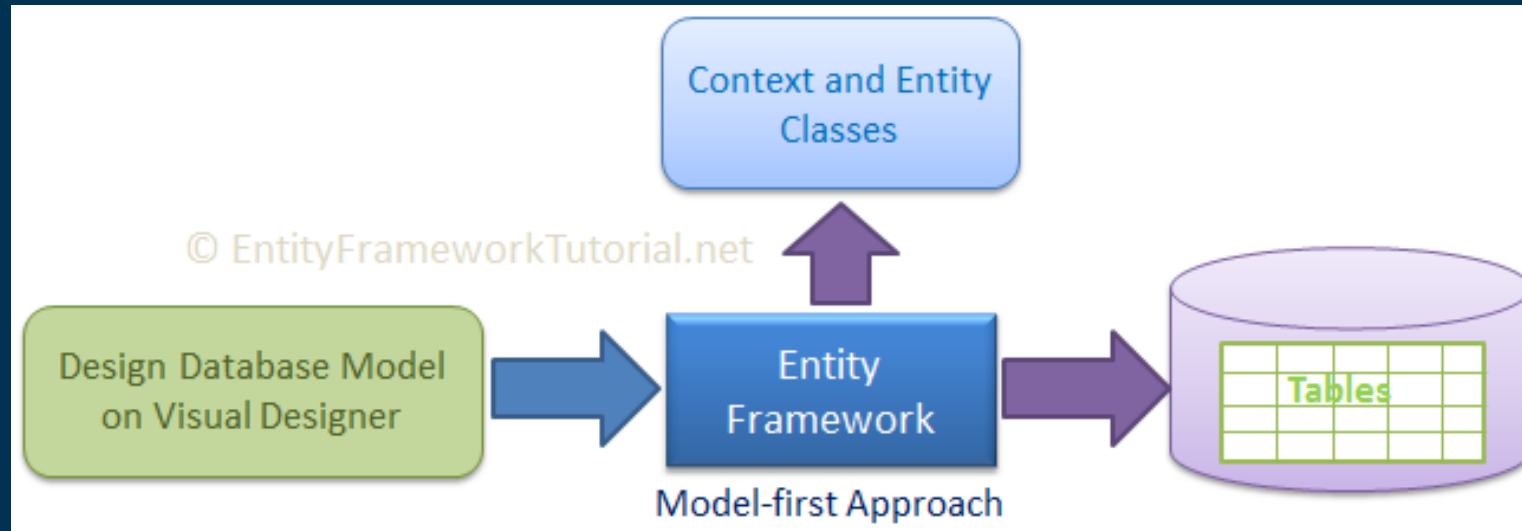 Context and Entity
Classes
© EntityFrameworkTutorial.net
Design Database Model
on Visual Designer
Entity
Framework
Tables
Model-first Approach